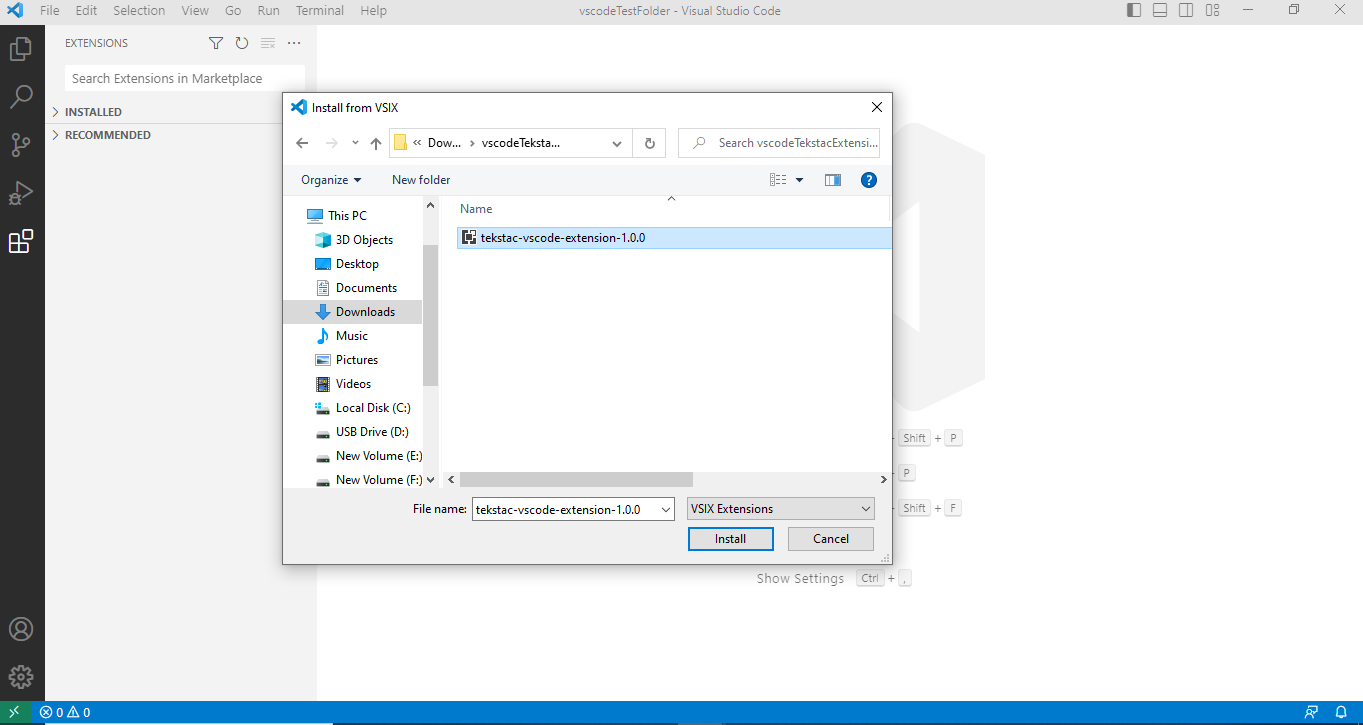 File Edit Selection View Go Run Terminal Help vscodeTestFolder - Visual Studio Code
EXTENSIONS
Search Extensions in Marketplace
INSTALLED
RECOMMENDED
Install from VSIX
« Dow... › vscodeTeksta... Search vscodeTekstacExtensi...
Organize New folder ?
This PC
3D Objects
Desktop
Documents
Downloads
Music
Pictures
Videos
Local Disk (C:)
USB Drive (D:)
New Volume (E:)
New Volume (F:)
Name
tekstac-vscode-extension-1.0.0
File name: tekstac-vscode-extension-1.0.0 VSIX Extensions
Install Cancel
Shift + P
P
Shift + F
Show Settings Ctrl + ,
0 0